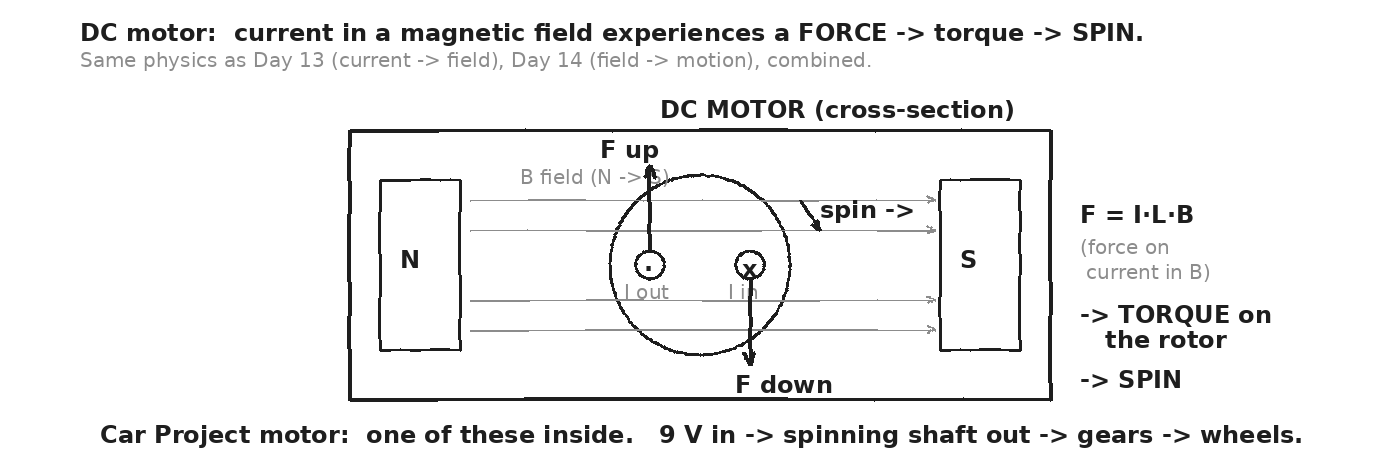 DC motor:  current in a magnetic field experiences a FORCE -> torque -> SPIN.
Same physics as Day 13 (current -> field), Day 14 (field -> motion), combined.
DC MOTOR (cross-section)
F up
B field (N -> S)
spin ->
N
.
x
S
I out
I in
F down
F = I·L·B
(force on
current in B)
-> TORQUE on
the rotor
-> SPIN
Car Project motor:  one of these inside.   9 V in -> spinning shaft out -> gears -> wheels.